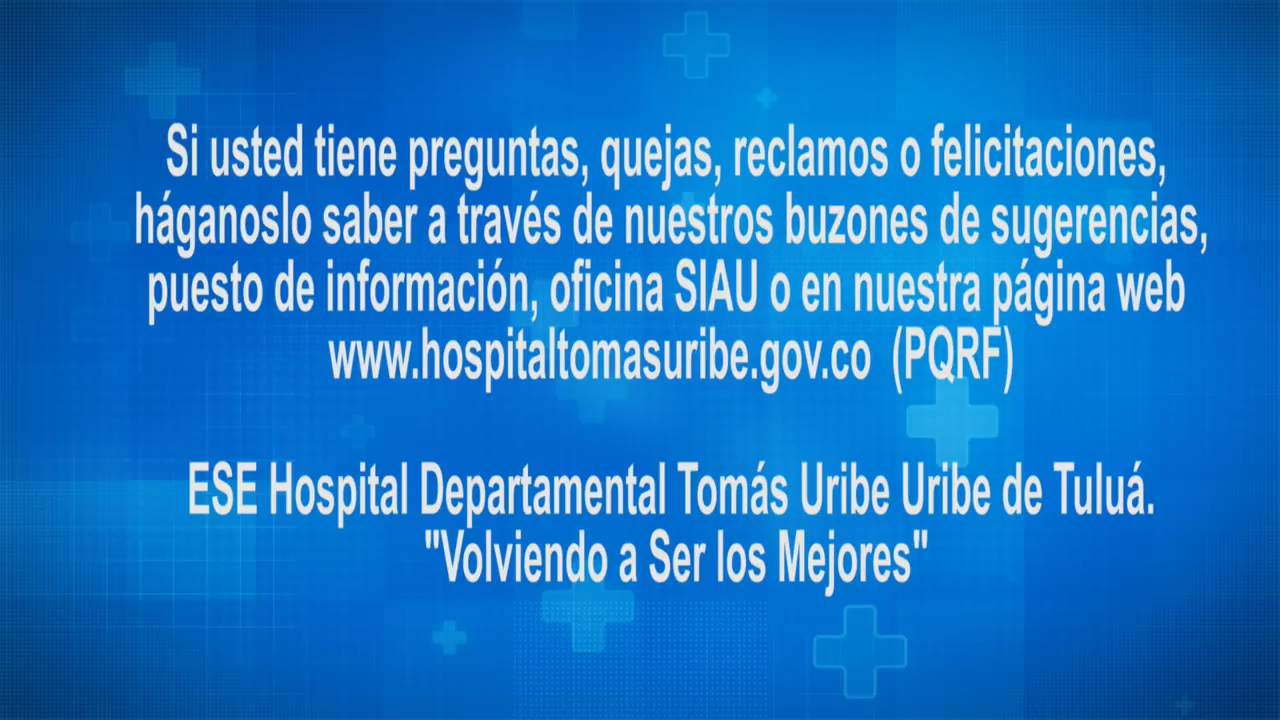 Si usted tiene preguntas, quejas, reclamos o felicitaciones,
háganoslo saber a través de nuestros buzones de sugerencias,
puesto de información, oficina SIAU o en nuestra página web
www.hospitaltomasuribe.gov.co (PQRF)
ESE Hospital Departamental Tomás Uribe Uribe de Tuluá.
"Volviendo a Ser los Mejores"